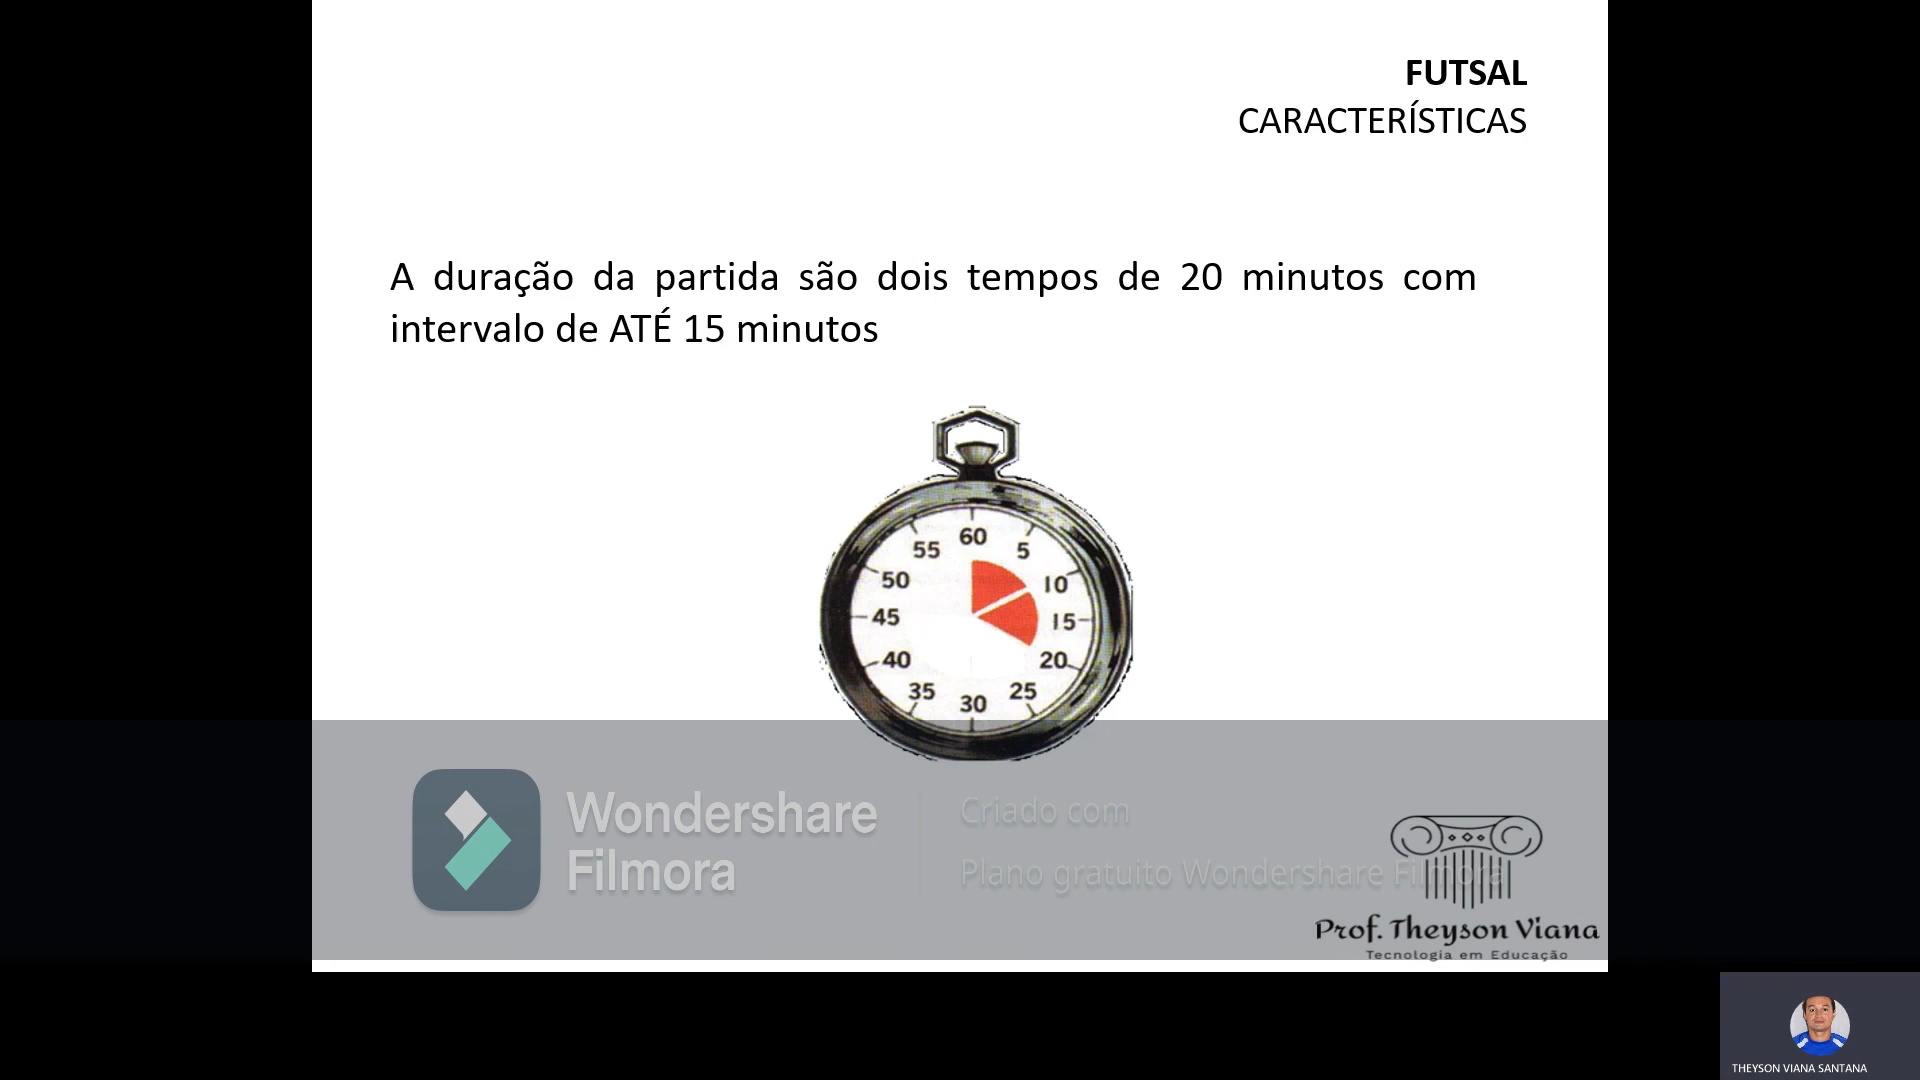 FUTSAL
CARACTERÍSTICAS
A duração da partida são dois tempos de 20 minutos com
intervalo de ATÉ 15 minutos
60
55
5
50
10
45
15
40
20
35
25
30
Wondershare
Filmora
Criado com
Plano gratuito Wondershare Filmora
Prof. Theyson Viana
Tecnologia em Educação
THEYSON VIANA SANTANA